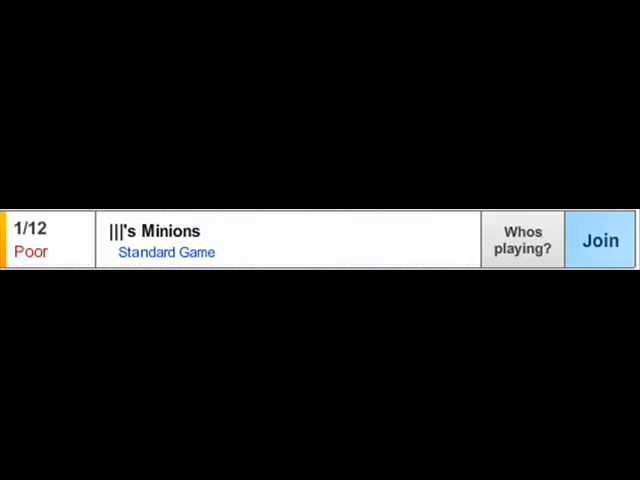 1/12
Poor
|||'s Minions
Standard Game
Whos
playing?
Join